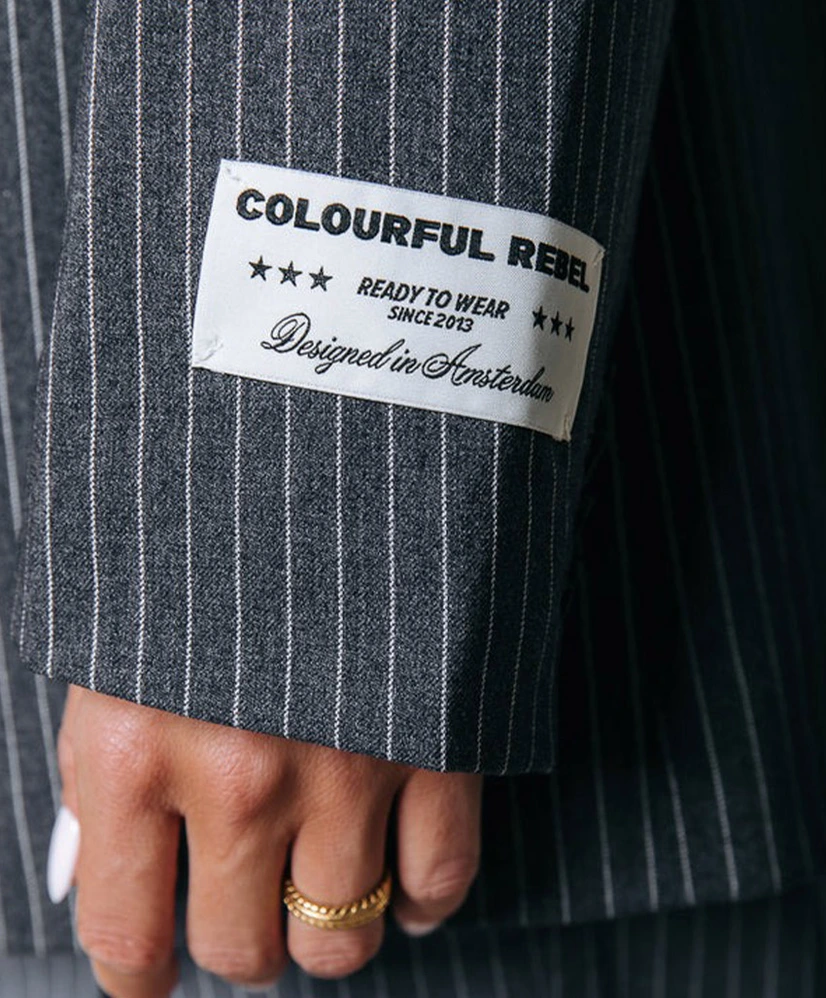 COLOURFUL REBEL
READY TO WEAR
SINCE 2013
Designed in Amsterdam